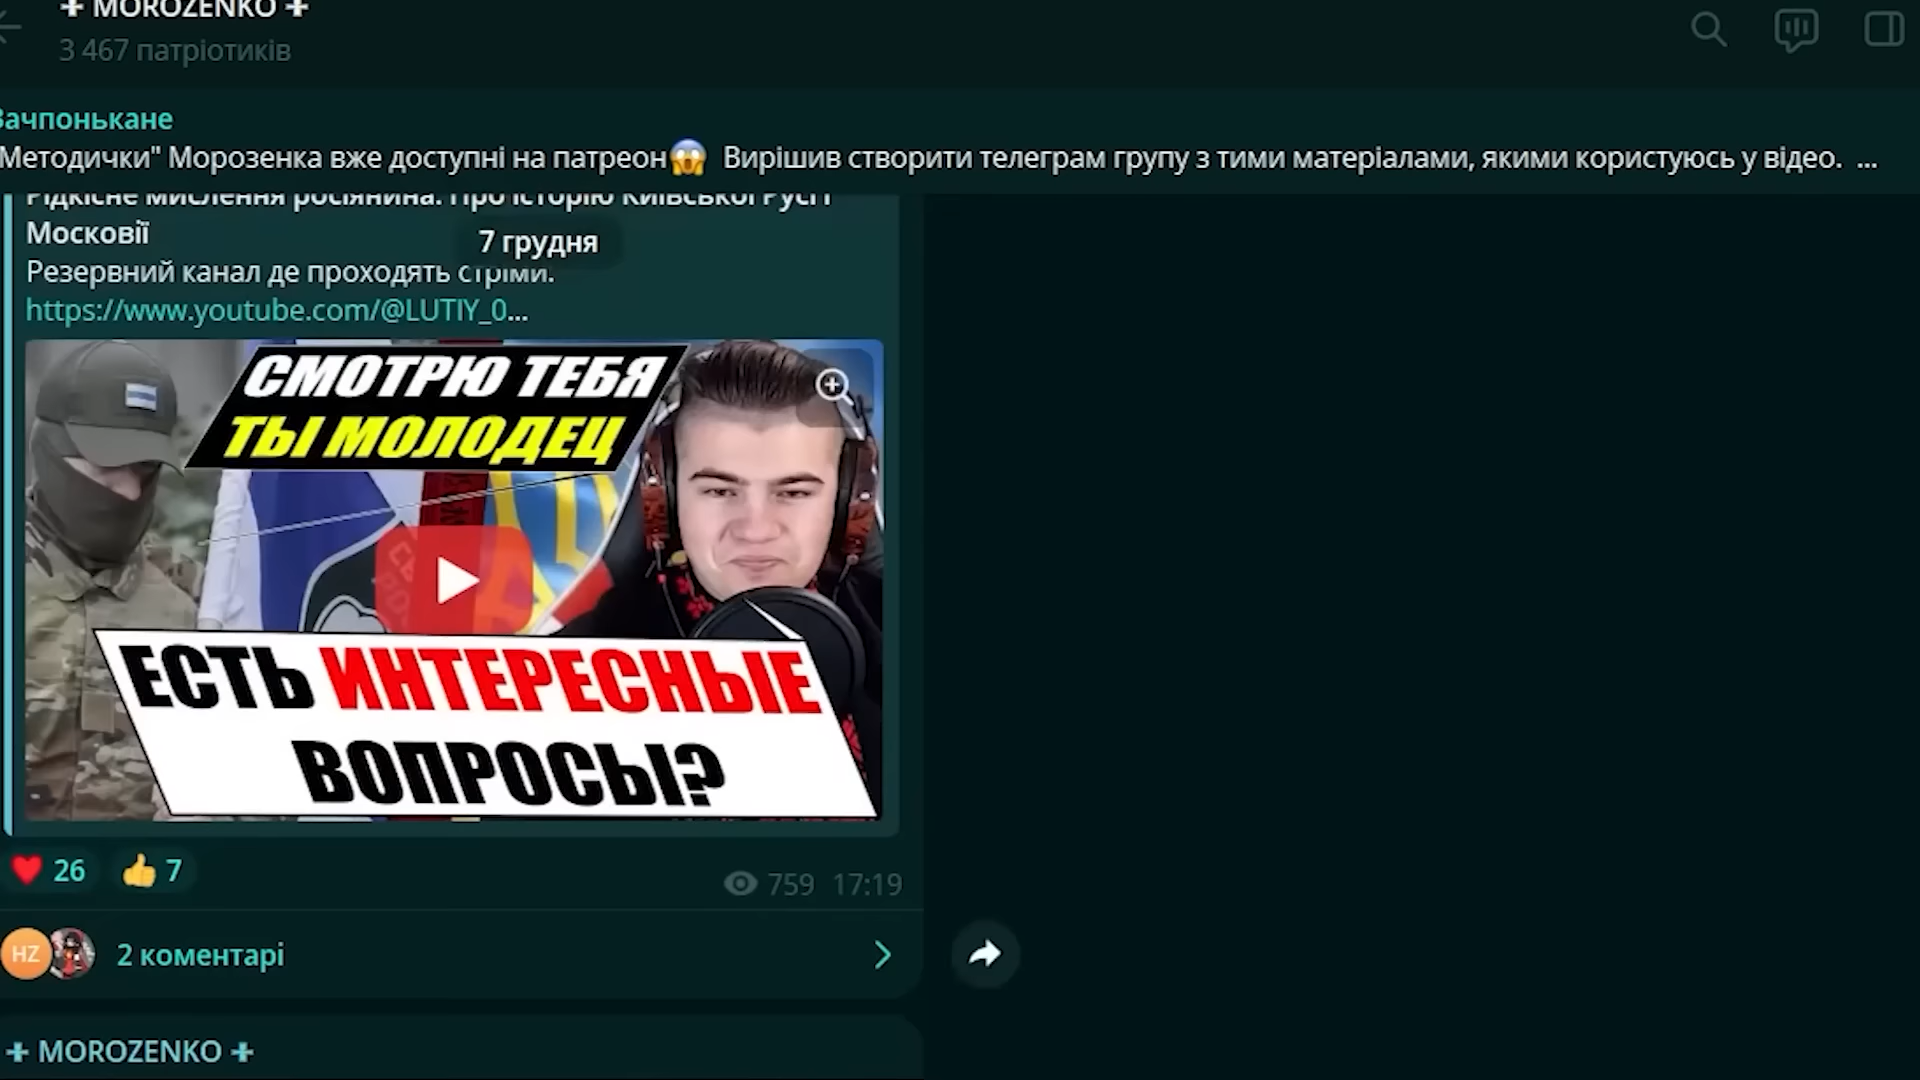 ✢ MOROZENKO ✢
3 467 патріотиків
Зачпонькане
Методички" Морозенка вже доступні на патреон😱 Вирішив створити телеграм групу з тими матеріалами, якими користуюсь у відео. ...
Рідкісне мислення росіянина. Про історію Київської Русі і
Московії
7 грудня
Резервний канал де проходять стріми.
https://www.youtube.com/@LUTIY_0...
СМОТРЮ ТЕБЯ
ТЫ МОЛОДЕЦ
ЕСТЬ ИНТЕРЕСНЫЕ
ВОПРОСЫ?
❤️ 26 👍 7
759 17:19
HZ
2 коментарі
✢ MOROZENKO ✢